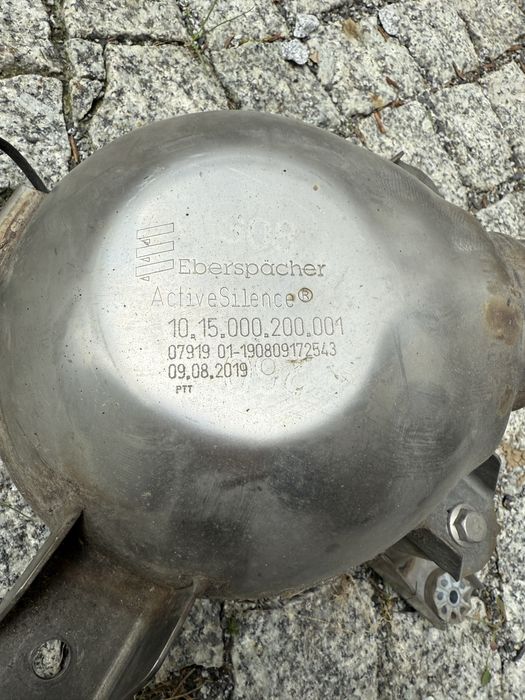 Eberspächer
ActiveSilence®
10.15.000.200.001
07919 01-190809172543
09.08.2019
PTT